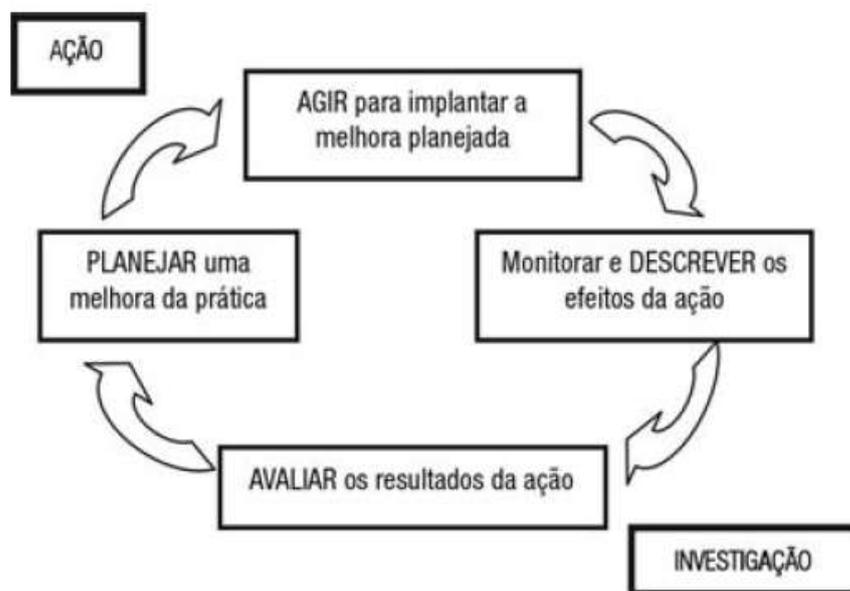 AÇÃO
AGIR para implantar a
melhora planejada
PLANEJAR uma
melhora da prática
Monitorar e DESCREVER os
efeitos da ação
AVALIAR os resultados da ação
INVESTIGAÇÃO